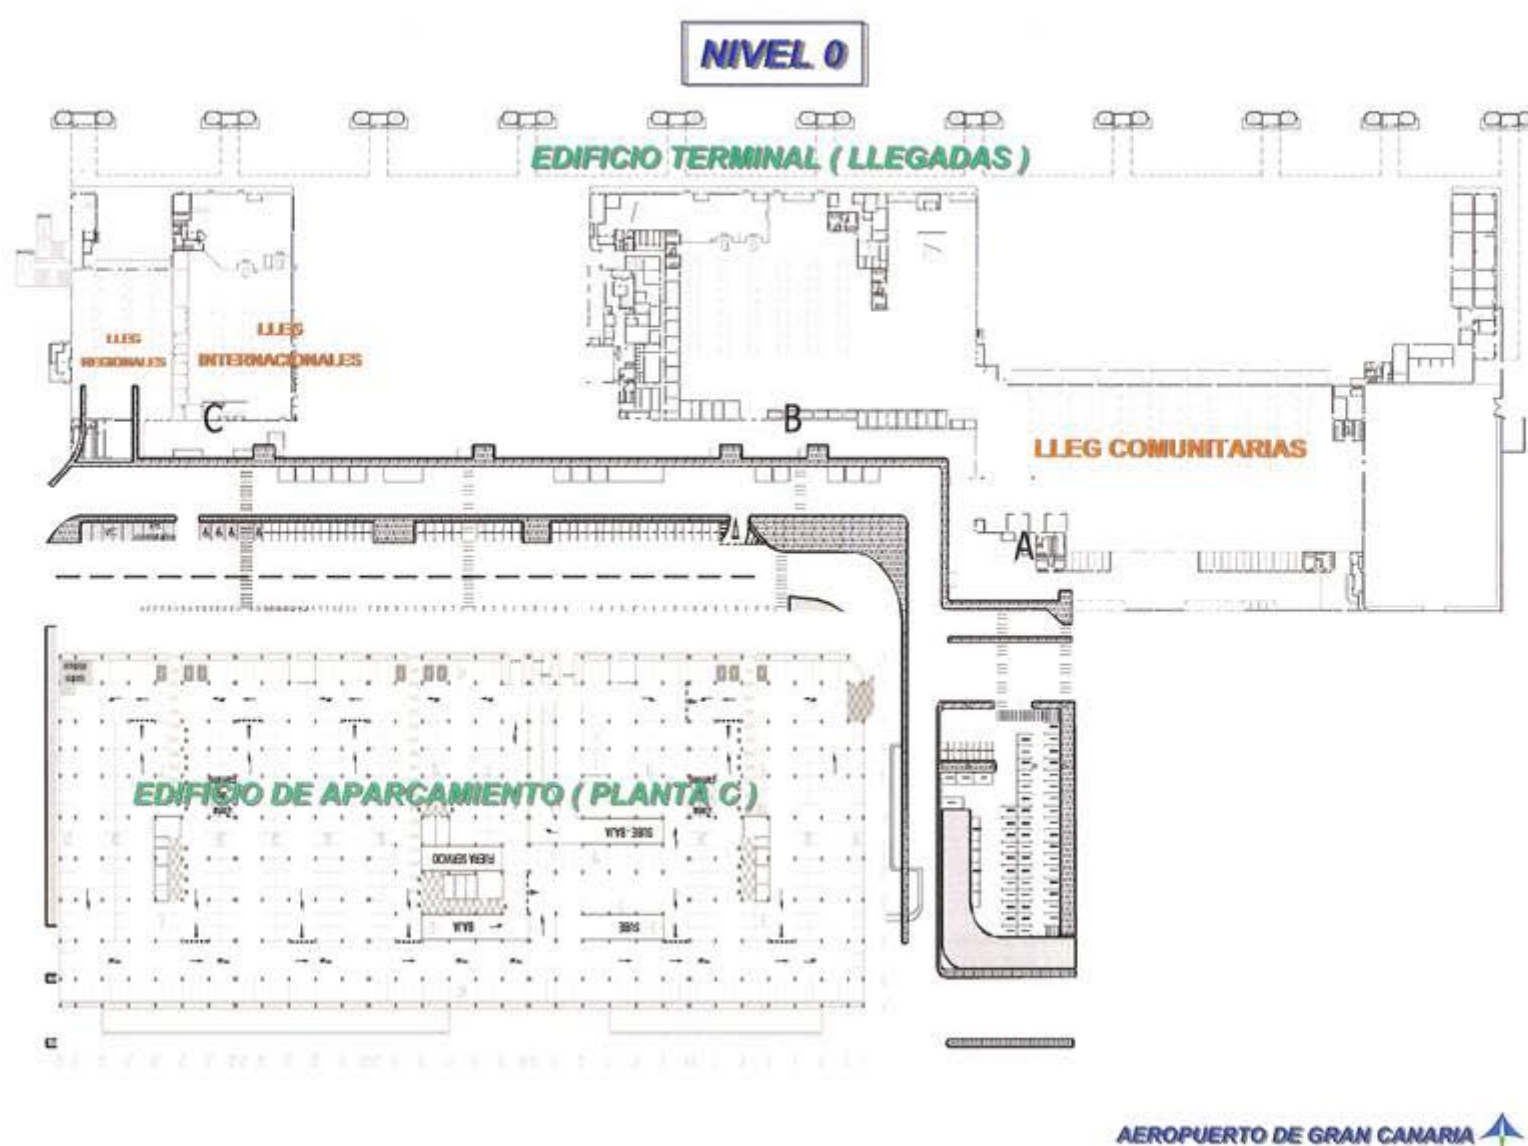 NIVEL 0
EDIFICIO TERMINAL ( LLEGADAS )
LLEG
REGIONALES
LLEG
INTERNACIONALES
C
B
LLEG COMUNITARIAS
A
EDIFICIO DE APARCAMIENTO ( PLANTA C )
SUBE-BAJA
FUERA SERVICIO
BAJA
SUBE
AEROPUERTO DE GRAN CANARIA